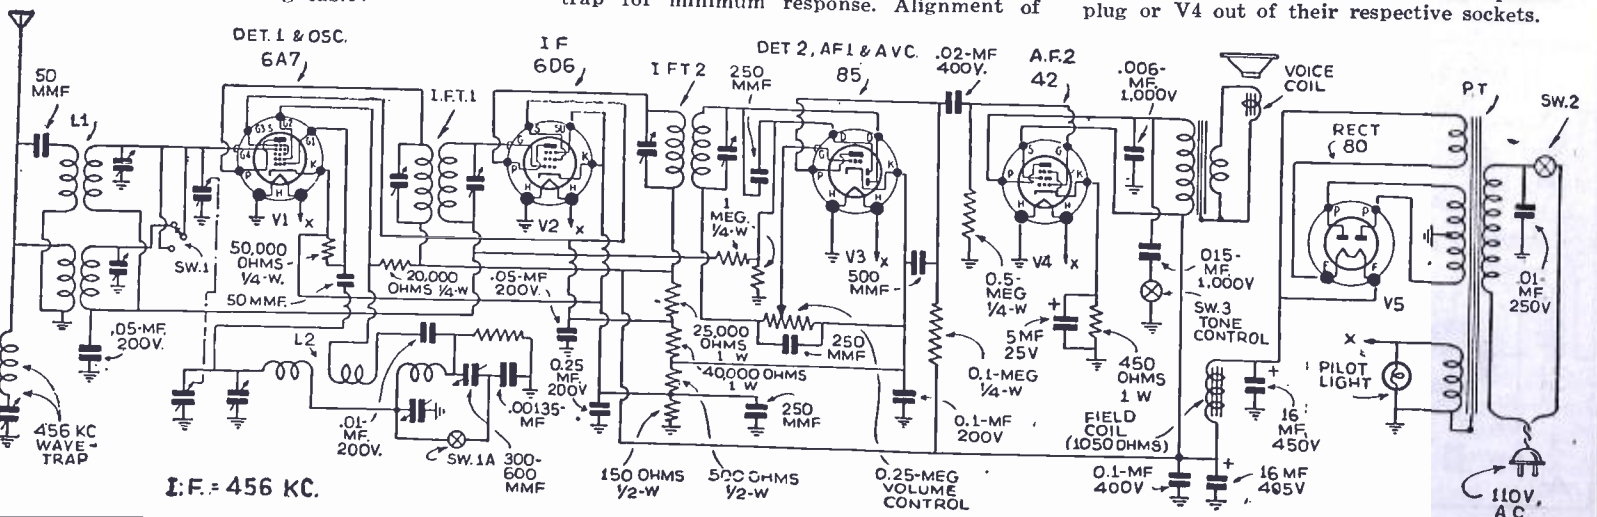 trap for minimum response. Alignment of
plug or V4 out of their respective sockets.
DET. 1 & OSC.
6A7
I F
6D6
I F T 2
250
MMF
DET 2, AF1 & AVC.
85
.02-MF
400V.
A.F.2
42
.006-
MF.
1,000V
VOICE
COIL
P.T
SW.2
RECT
80
50
MMF
L1
I.F.T.1
G3
S
G2
G1
G4
P
K
H
H
V1
X
S
SU
G
P
K
H
H
V2
X
D
D
G
P
K
H
H
V3
X
S
G
P
K
H
H
V4
X
P
P
F
F
V5
SW.1
50,000
OHMS
1/4-W.
50 MMF.
20,000
OHMS 1/4-W
.05-MF
200V.
1
MEG.
1/4-W
500
MMF
0.5-
MEG
1/4-W
.015-
MF.
1,000V
SW.3
TONE
CONTROL
.01-
MF
250V
.05-MF.
200V.
L2
25,000
OHMS
1 W
40,000 OHMS
1 W
250
MMF
0.1-MEG
1/4-W
+
5 MF
25V
450
OHMS
1 W
X
PILOT
LIGHT
456 KC
WAVE-
TRAP
.01-
MF.
200V.
.00135-
MF
0.25
MF.
200V
250
MMF
0.1-MF
200V
FIELD
COIL
(1050 OHMS)
+
16
MF.
450V
SW.1A
300-
600
MMF
150 OHMS
1/2-W
500 OHMS
1/2-W
0.25-MEG
VOLUME
CONTROL
0.1-MF
400V
+
16 MF
495V
I.F. = 456 KC.
110V.
A C